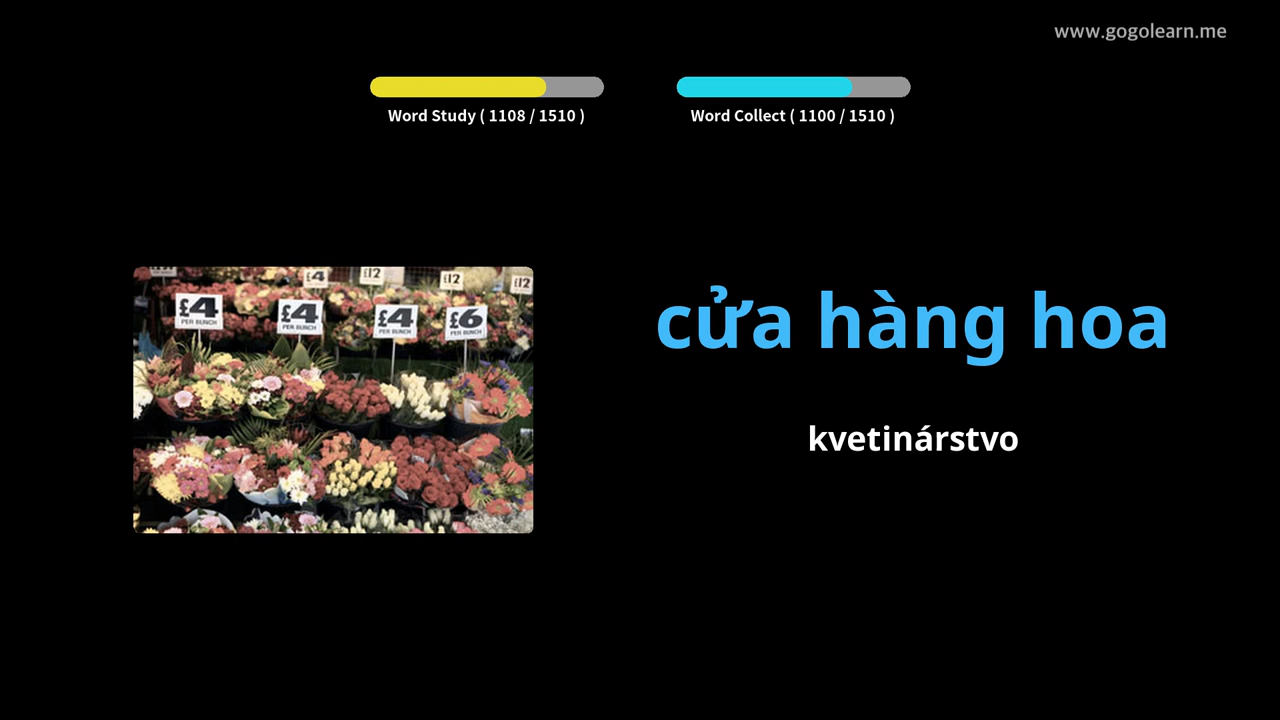 www.gogolearn.me
Word Study ( 1108 / 1510 )
Word Collect ( 1100 / 1510 )
£4
£12
£12
£12
£4
PER BUNCH
£4
PER BUNCH
£4
PER BUNCH
£6
PER BUNCH
cửa hàng hoa
kvetinárstvo